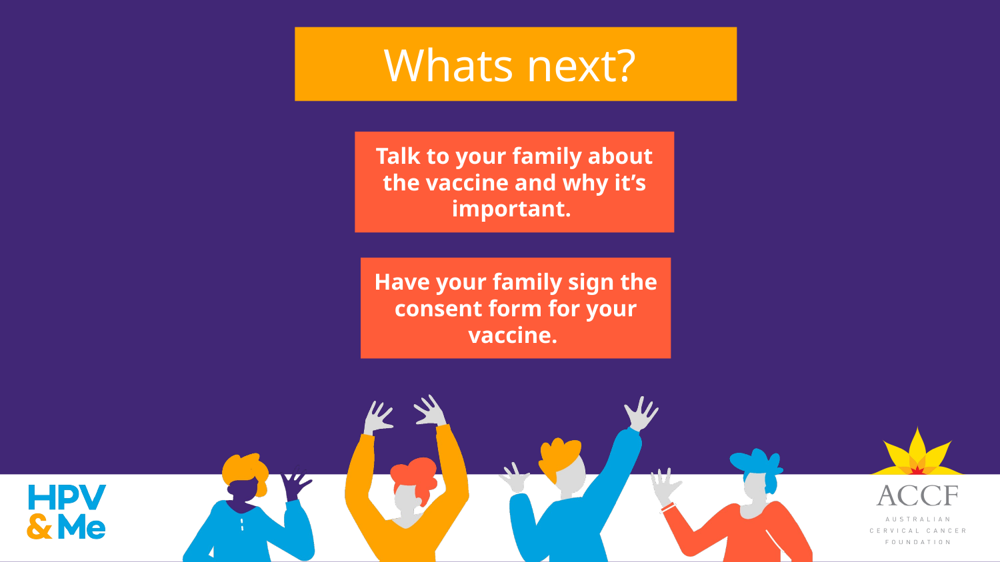 Whats next?
Talk to your family about
the vaccine and why it’s
important.
Have your family sign the
consent form for your
vaccine.
HPV
& Me
ACCF
AUSTRALIAN
CERVICAL CANCER
FOUNDATION